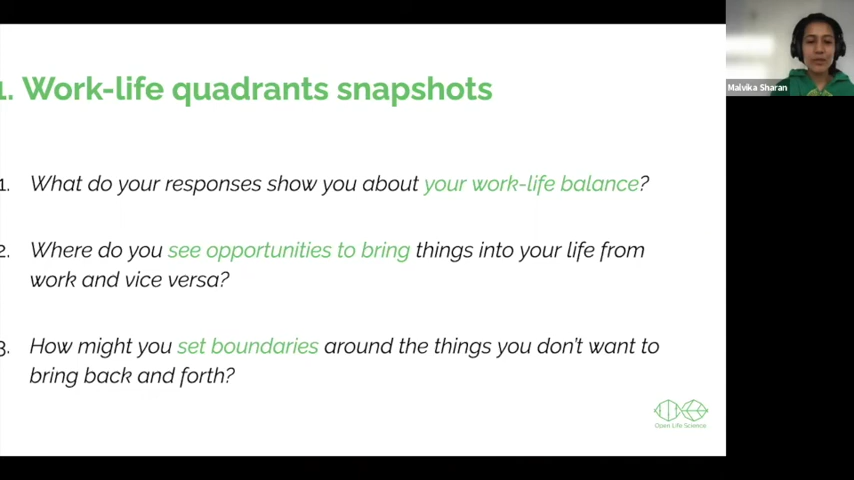 1. Work-life quadrants snapshots
Malvika Sharan
1. What do your responses show you about your work-life balance?
2. Where do you see opportunities to bring things into your life from
work and vice versa?
3. How might you set boundaries around the things you don't want to
bring back and forth?
Open Life Science